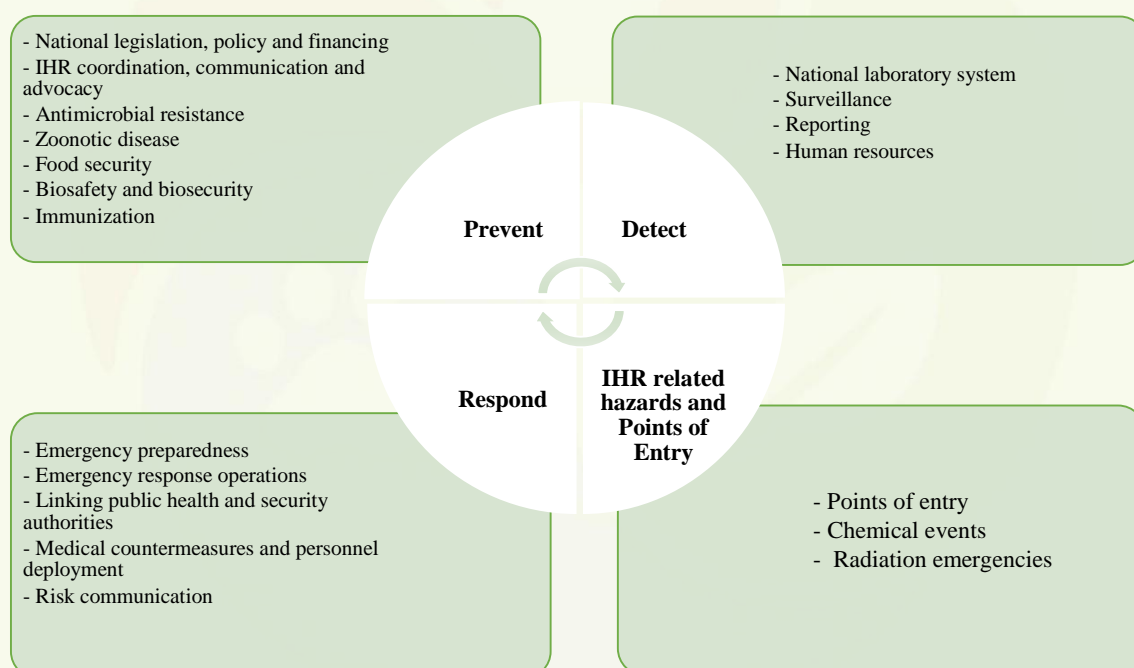 - National legislation, policy and financing
- IHR coordination, communication and
advocacy
- Antimicrobial resistance
- Zoonotic disease
- Food security
- Biosafety and biosecurity
- Immunization
- National laboratory system
- Surveillance
- Reporting
- Human resources
Prevent
Detect
Respond
IHR related
hazards and
Points of
Entry
- Emergency preparedness
- Emergency response operations
- Linking public health and security
authorities
- Medical countermeasures and personnel
deployment
- Risk communication
- Points of entry
- Chemical events
- Radiation emergencies